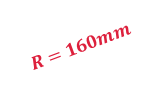 R = 160mm